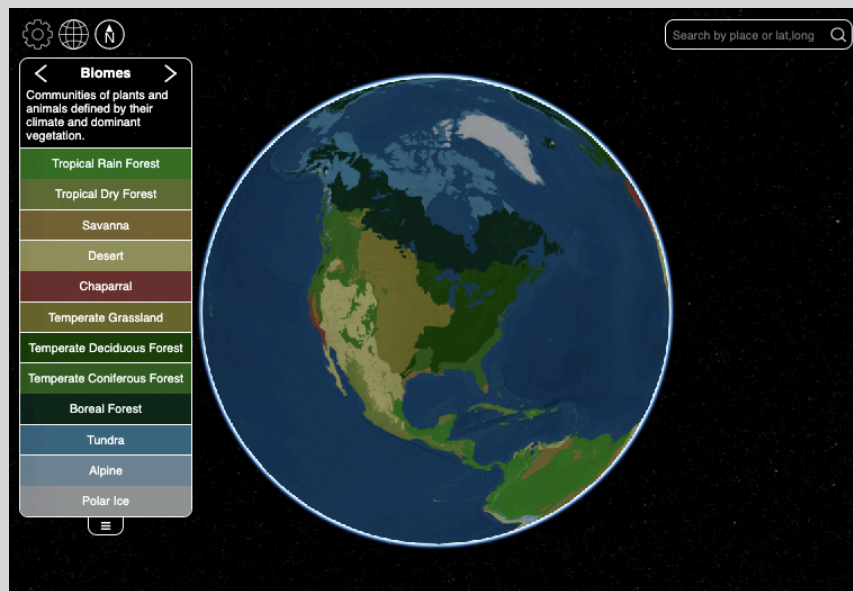 N
Search by place or lat,long
Biomes
Communities of plants and
animals defined by their
climate and dominant
vegetation.
Tropical Rain Forest
Tropical Dry Forest
Savanna
Desert
Chaparral
Temperate Grassland
Temperate Deciduous Forest
Temperate Coniferous Forest
Boreal Forest
Tundra
Alpine
Polar Ice